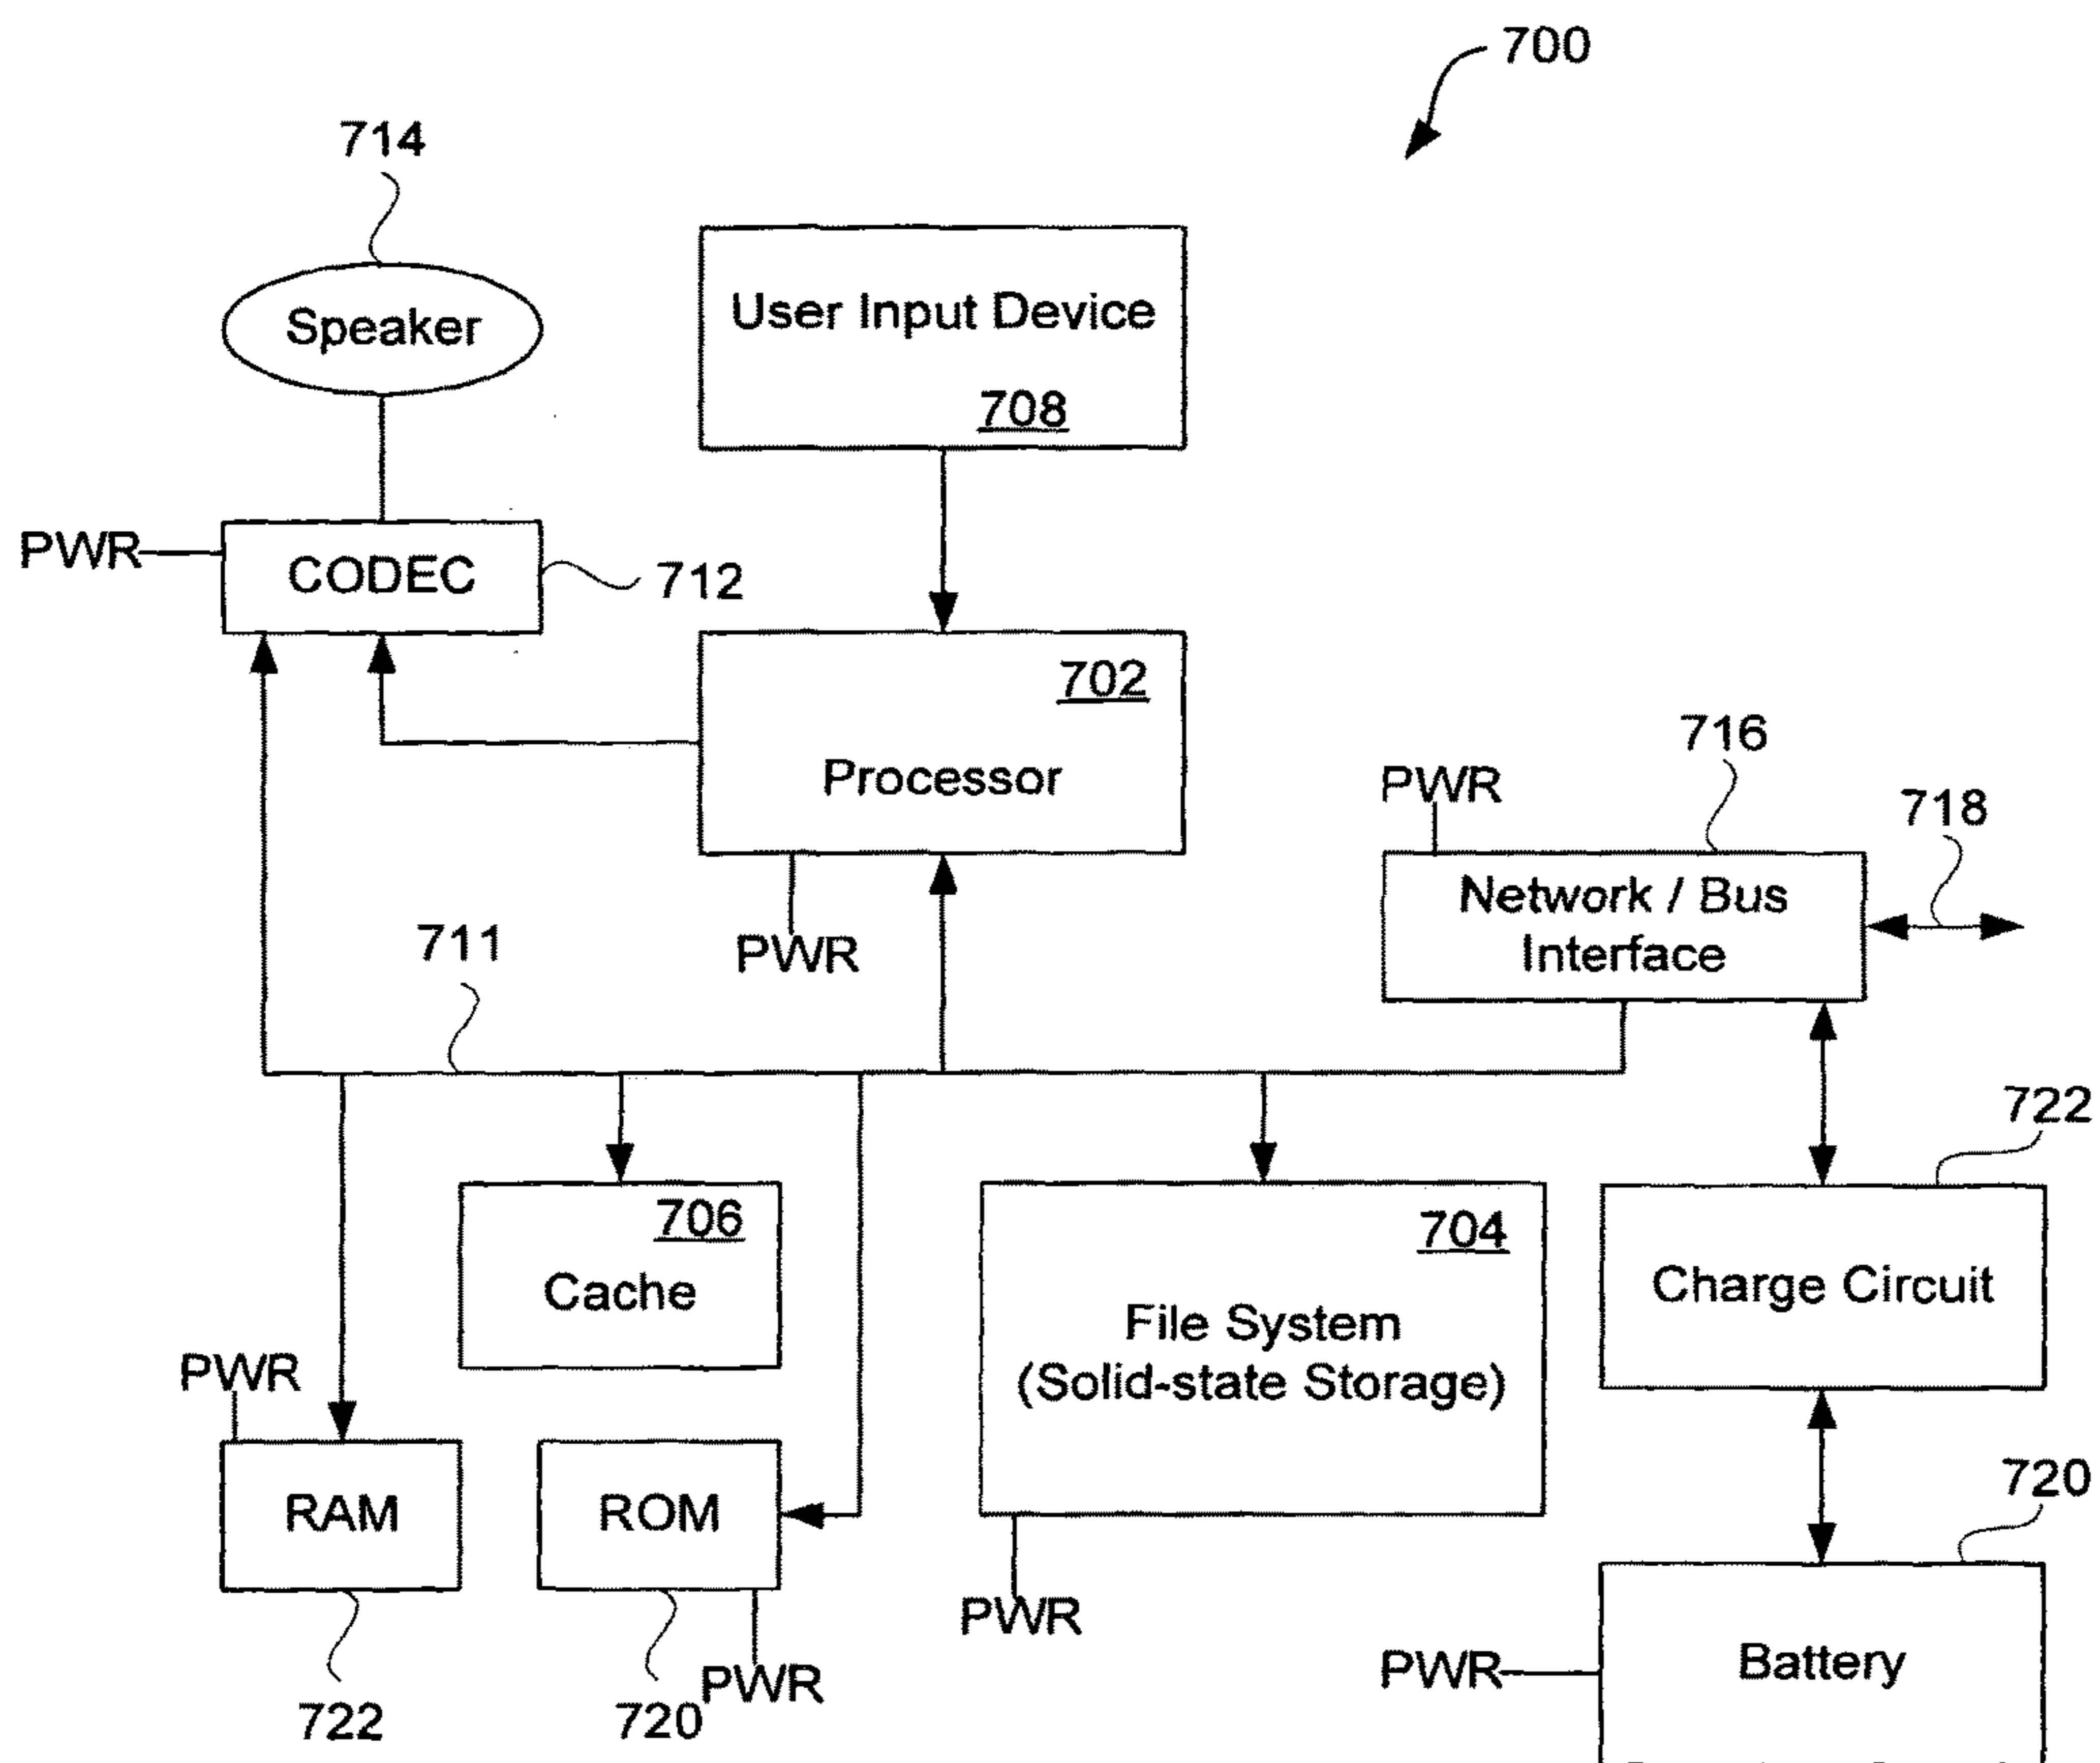 700
714
Speaker
User Input Device
708
PWR
CODEC
712
702
Processor
PWR
716
PWR
718
Network / Bus
Interface
711
722
706
Cache
704
File System
(Solid-state Storage)
Charge Circuit
PWR
RAM
ROM
720
PWR
PWR
Battery
PWR
722
720